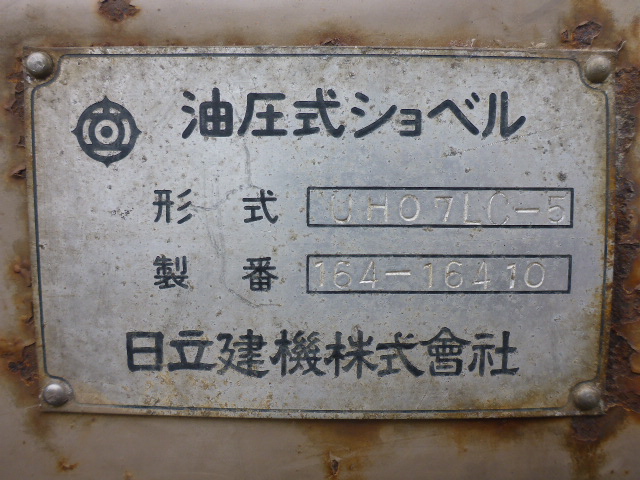 油圧式ショベル
形式 UH07LC-5
製番 164-16410
日立建機株式會社